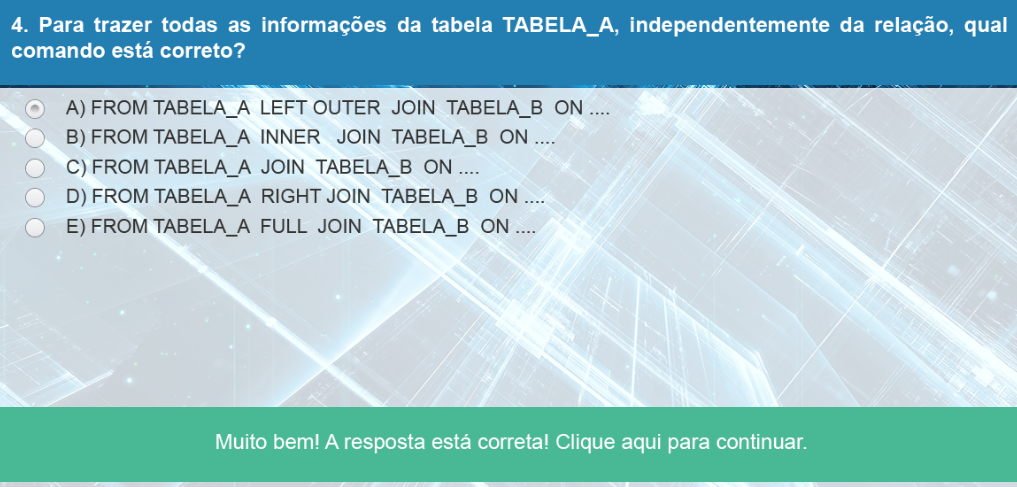 4. Para trazer todas as informações da tabela TABELA_A, independentemente da relação, qual
comando está correto?
A) FROM TABELA_A LEFT OUTER JOIN TABELA_B ON ....
B) FROM TABELA_A INNER JOIN TABELA_B ON ....
C) FROM TABELA_A JOIN TABELA_B ON ....
D) FROM TABELA_A RIGHT JOIN TABELA_B ON ....
E) FROM TABELA_A FULL JOIN TABELA_B ON ....
Muito bem! A resposta está correta! Clique aqui para continuar.